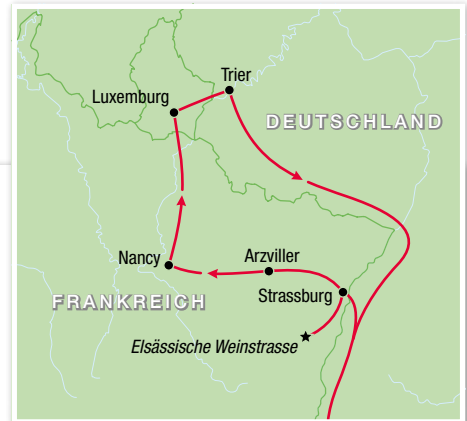 Trier
Luxemburg
DEUTSCHLAND
Nancy
Arzviller
Strassburg
FRANKREICH
Elsässische Weinstrasse